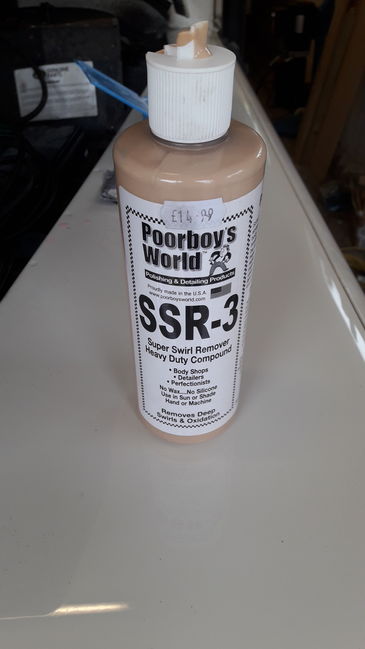 £14.99
Poorboy's
World
Polishing & Detailing Products
Proudly made in the U.S.A.
www.poorboysworld.com
SSR-3
Super Swirl Remover
Heavy Duty Compound
• Body Shops
• Detailers
• Perfectionists
No Wax...No Silicone
Use in Sun or Shade
Hand or Machine
Removes Deep
Swirls & Oxidation